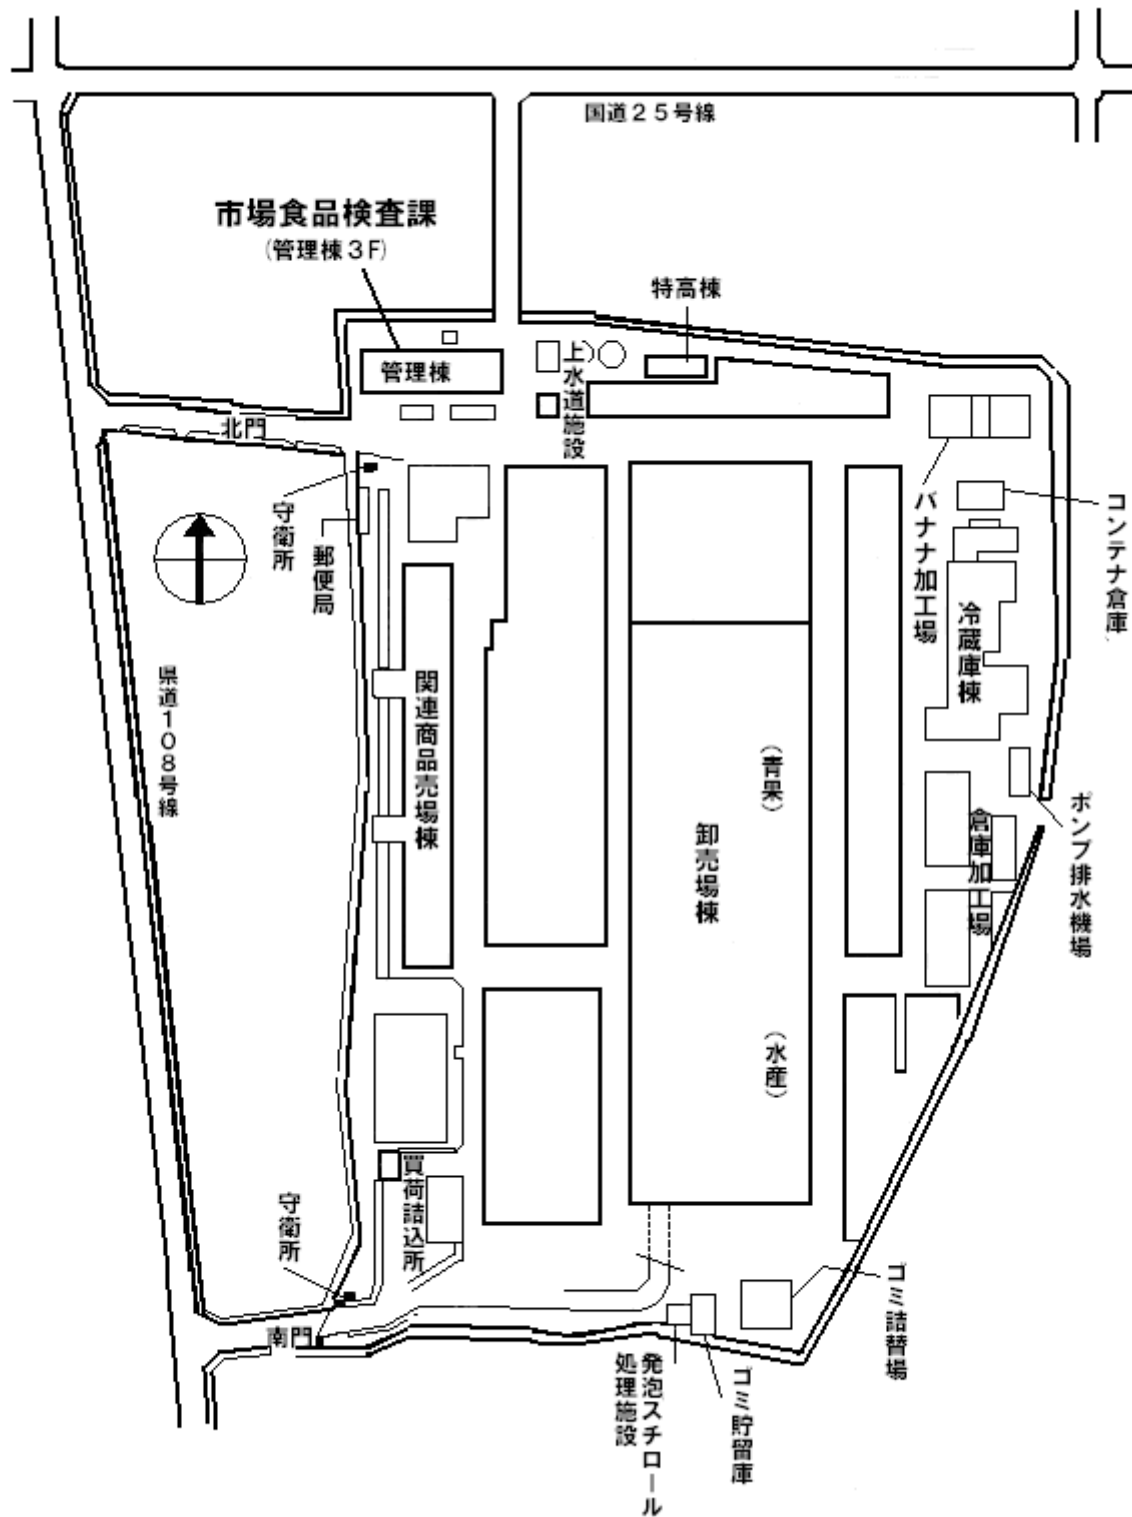 国道２５号線
市場食品検査課
（管理棟３Ｆ）
特高棟
管理棟
上水道施設
北門
守衛所
郵便局
バナナ加工場
コンテナ倉庫
冷蔵庫棟
県道１０８号線
関連商品売場棟
（青果）
卸売場棟
倉庫加工場
ポンプ排水機場
（水産）
買荷詰込所
守衛所
南門
ゴミ詰替場
発泡スチロール
処理施設
ゴミ貯留庫